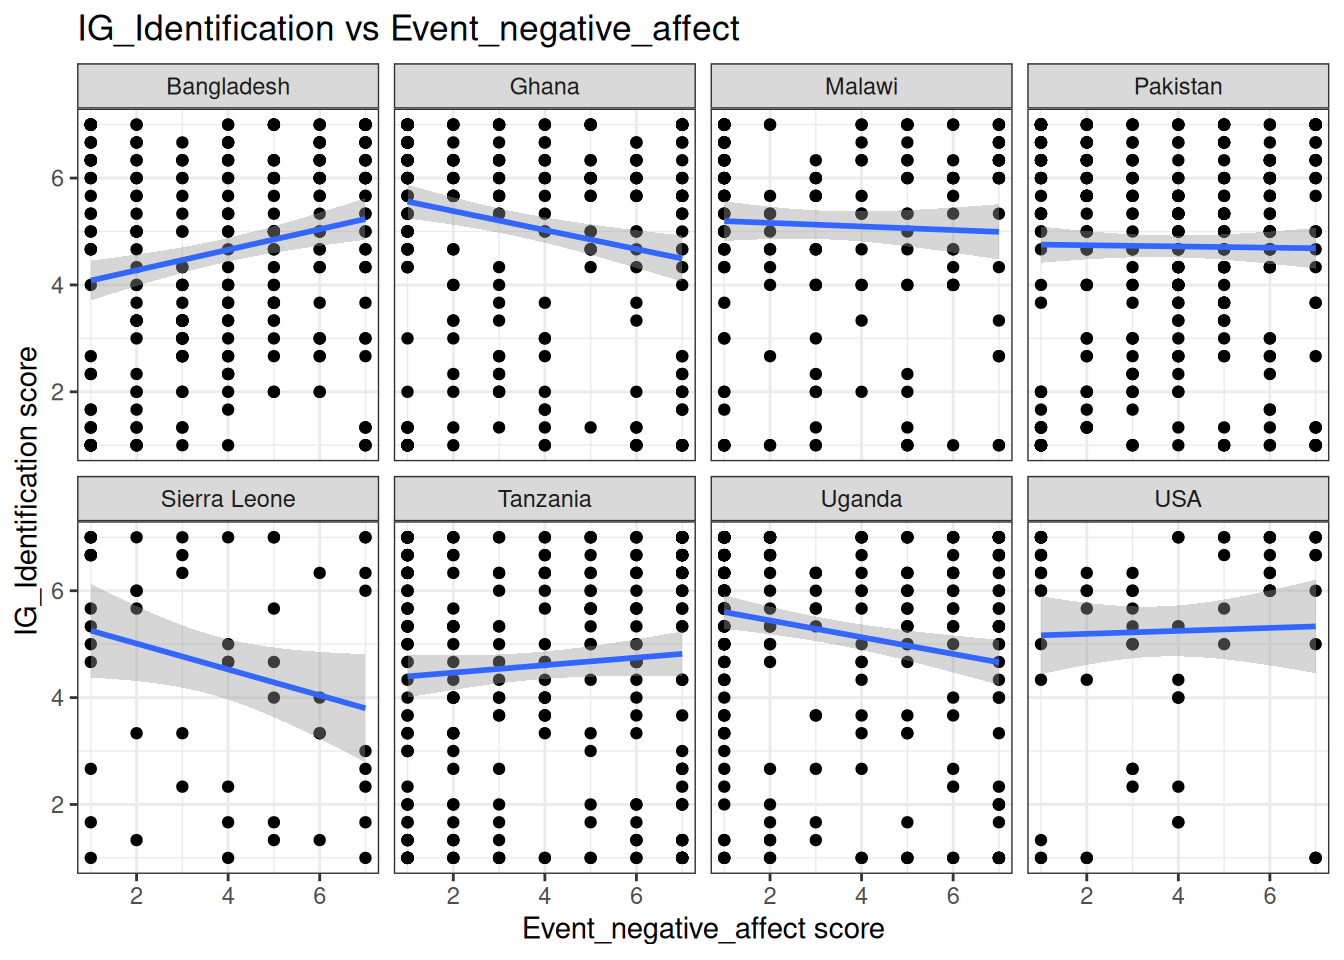 IG_Identification vs Event_negative_affect
Bangladesh
Ghana
Malawi
Pakistan
6
4
2
Sierra Leone
Tanzania
Uganda
USA
6
4
2
2 4 6 2 4 6 2 4 6 2 4 6
Event_negative_affect score
IG_Identification score